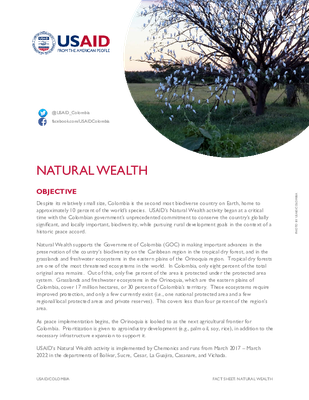 USAID
FROM THE AMERICAN PEOPLE
@USAID_Colombia
facebook.com/USAIDColombia
NATURAL WEALTH
OBJECTIVE
Despite its relatively small size, Colombia is the second most biodiverse country on Earth, home to
approximately 10 percent of the world's species. USAID's Natural Wealth activity began at a critical
time with the Colombian government's unprecedented commitment to conserve the country's globally
significant, and locally important, biodiversity, while pursuing rural development goals in the context of a
historic peace accord.
Natural Wealth supports the Government of Colombia (GOC) in making important advances in the
preservation of the country's biodiversity on the Caribbean region in the tropical dry forest, and in the
grasslands and freshwater ecosystems in the eastern plains of the Orinoquia region. Tropical dry forests
are one of the most threatened ecosystems in the world. In Colombia, only eight percent of the total
original area remains. Out of this, only five percent of the area is protected under the protected area
system. Grasslands and freshwater ecosystems in the Orinoquia, which are the eastern plains of
Colombia, cover 17 million hectares, or 30 percent of Colombia's territory. These ecosystems require
improved protection, and only a few currently exist (i.e., one national protected area and a few
regional/local protected areas and private reserves). This covers less than four percent of the region's
area.
As peace implementation begins, the Orinoquia is looked to as the next agricultural frontier for
Colombia. Prioritization is given to agroindustry development (e.g., palm oil, soy, rice), in addition to the
necessary infrastructure expansion to support it.
USAID's Natural Wealth activity is implemented by Chemonics and runs from March 2017 – March
2022 in the departments of Bolivar, Sucre, Cesar, La Guajira, Casanare, and Vichada.
USAID/COLOMBIA
FACT SHEET: NATURAL WEALTH